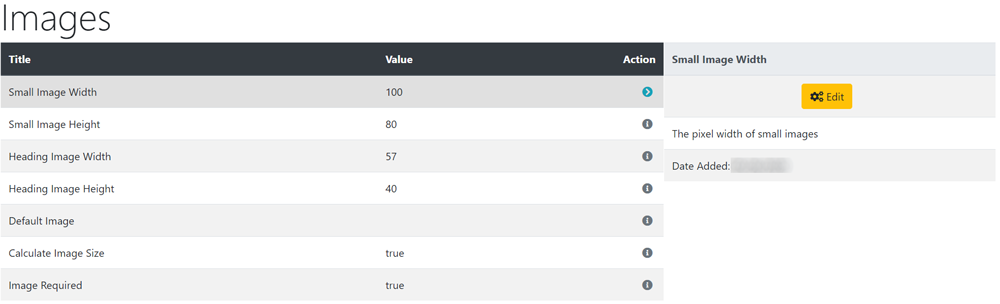 Images
Title Value Action
Small Image Width 100
Small Image Height 80
Heading Image Width 57
Heading Image Height 40
Default Image
Calculate Image Size true
Image Required true
Small Image Width
Edit
The pixel width of small images
Date Added: